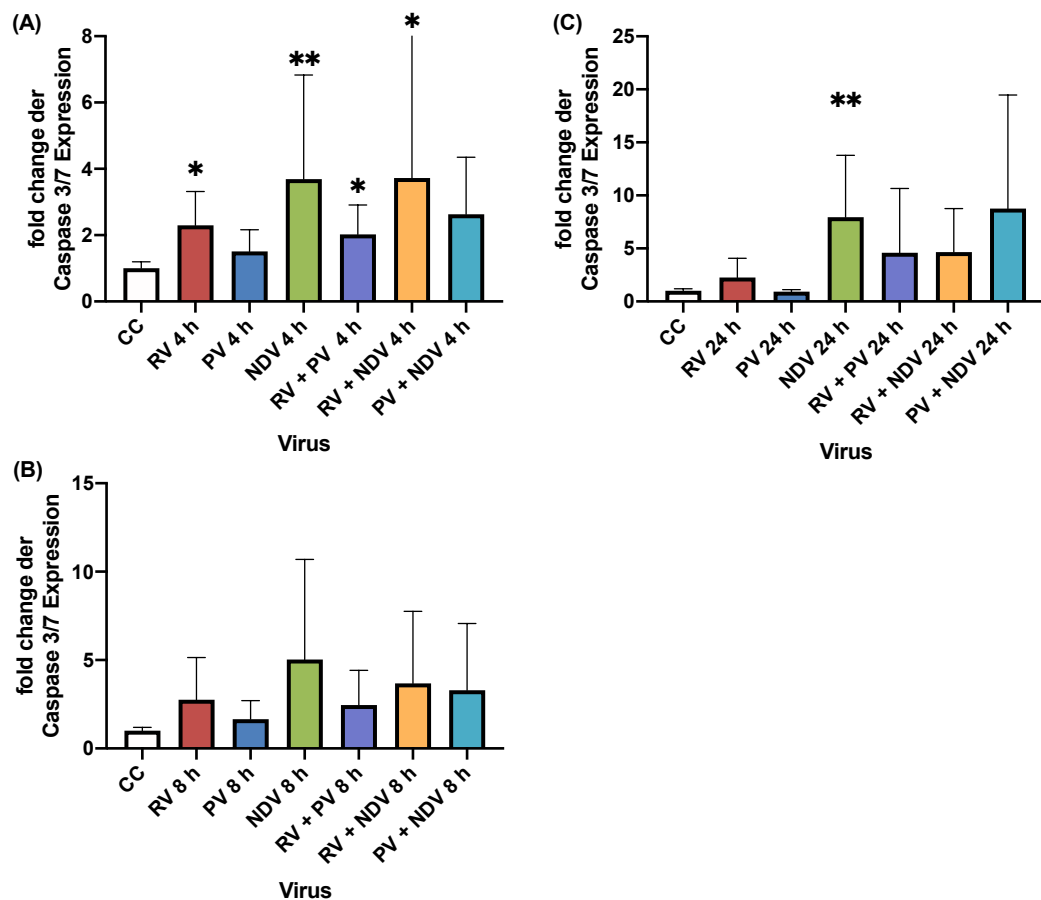 (A)
fold change der
Caspase 3/7 Expression
8
6
4
2
0
*
**
*
*
CC
RV 4 h
PV 4 h
NDV 4 h
RV + PV 4 h
RV + NDV 4 h
PV + NDV 4 h
Virus
(C)
fold change der
Caspase 3/7 Expression
25
20
15
10
5
0
**
CC
RV 24 h
PV 24 h
NDV 24 h
RV + PV 24 h
RV + NDV 24 h
PV + NDV 24 h
Virus
(B)
fold change der
Caspase 3/7 Expression
15
10
5
0
CC
RV 8 h
PV 8 h
NDV 8 h
RV + PV 8 h
RV + NDV 8 h
PV + NDV 8 h
Virus